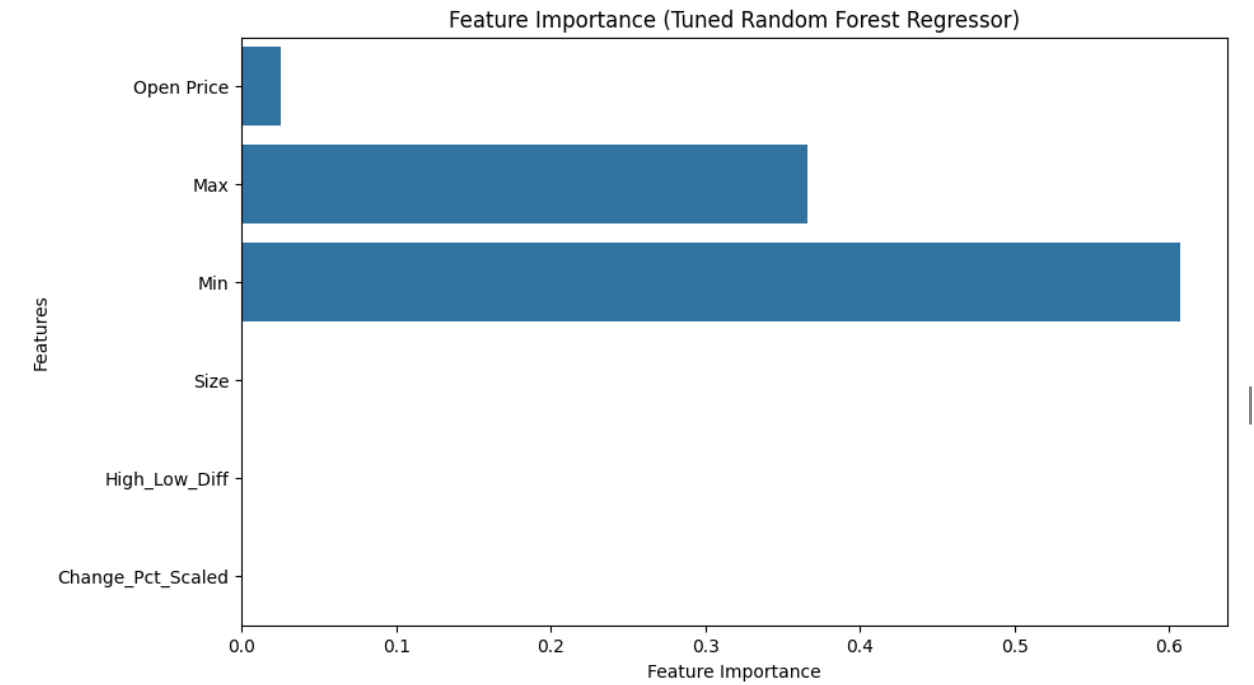 Feature Importance (Tuned Random Forest Regressor)
Open Price
Max
Min
Size
High_Low_Diff
Change_Pct_Scaled
Features
0.0 0.1 0.2 0.3 0.4 0.5 0.6
Feature Importance